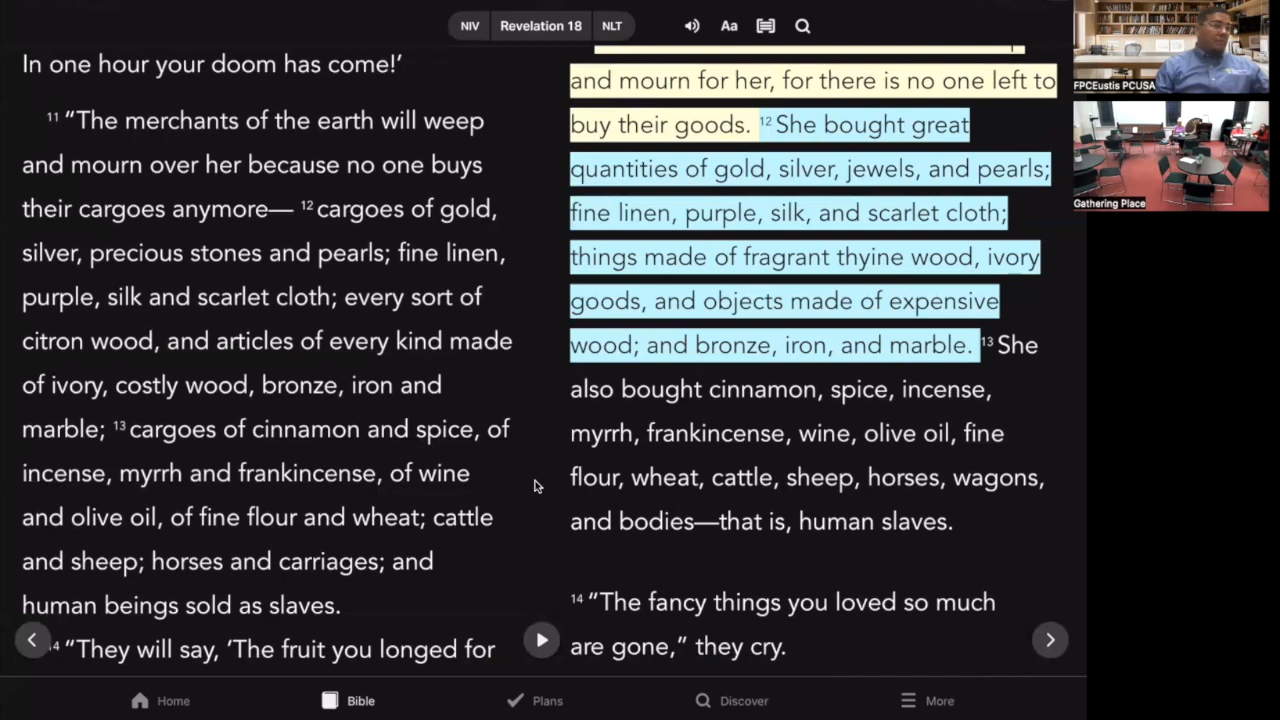 NIV
Revelation 18
NLT
Aa
In one hour your doom has come!’
11 “The merchants of the earth will weep
and mourn over her because no one buys
their cargoes anymore— 12 cargoes of gold,
silver, precious stones and pearls; fine linen,
purple, silk and scarlet cloth; every sort of
citron wood, and articles of every kind made
of ivory, costly wood, bronze, iron and
marble; 13 cargoes of cinnamon and spice, of
incense, myrrh and frankincense, of wine
and olive oil, of fine flour and wheat; cattle
and sheep; horses and carriages; and
human beings sold as slaves.
“They will say, ‘The fruit you longed for
and mourn for her, for there is no one left to
buy their goods. 12 She bought great
quantities of gold, silver, jewels, and pearls;
fine linen, purple, silk, and scarlet cloth;
things made of fragrant thyine wood, ivory
goods, and objects made of expensive
wood; and bronze, iron, and marble. 13 She
also bought cinnamon, spice, incense,
myrrh, frankincense, wine, olive oil, fine
flour, wheat, cattle, sheep, horses, wagons,
and bodies—that is, human slaves.
14 “The fancy things you loved so much
are gone,” they cry.
Home
Bible
Plans
Discover
More
FPCEustis PCUSA
Gathering Place